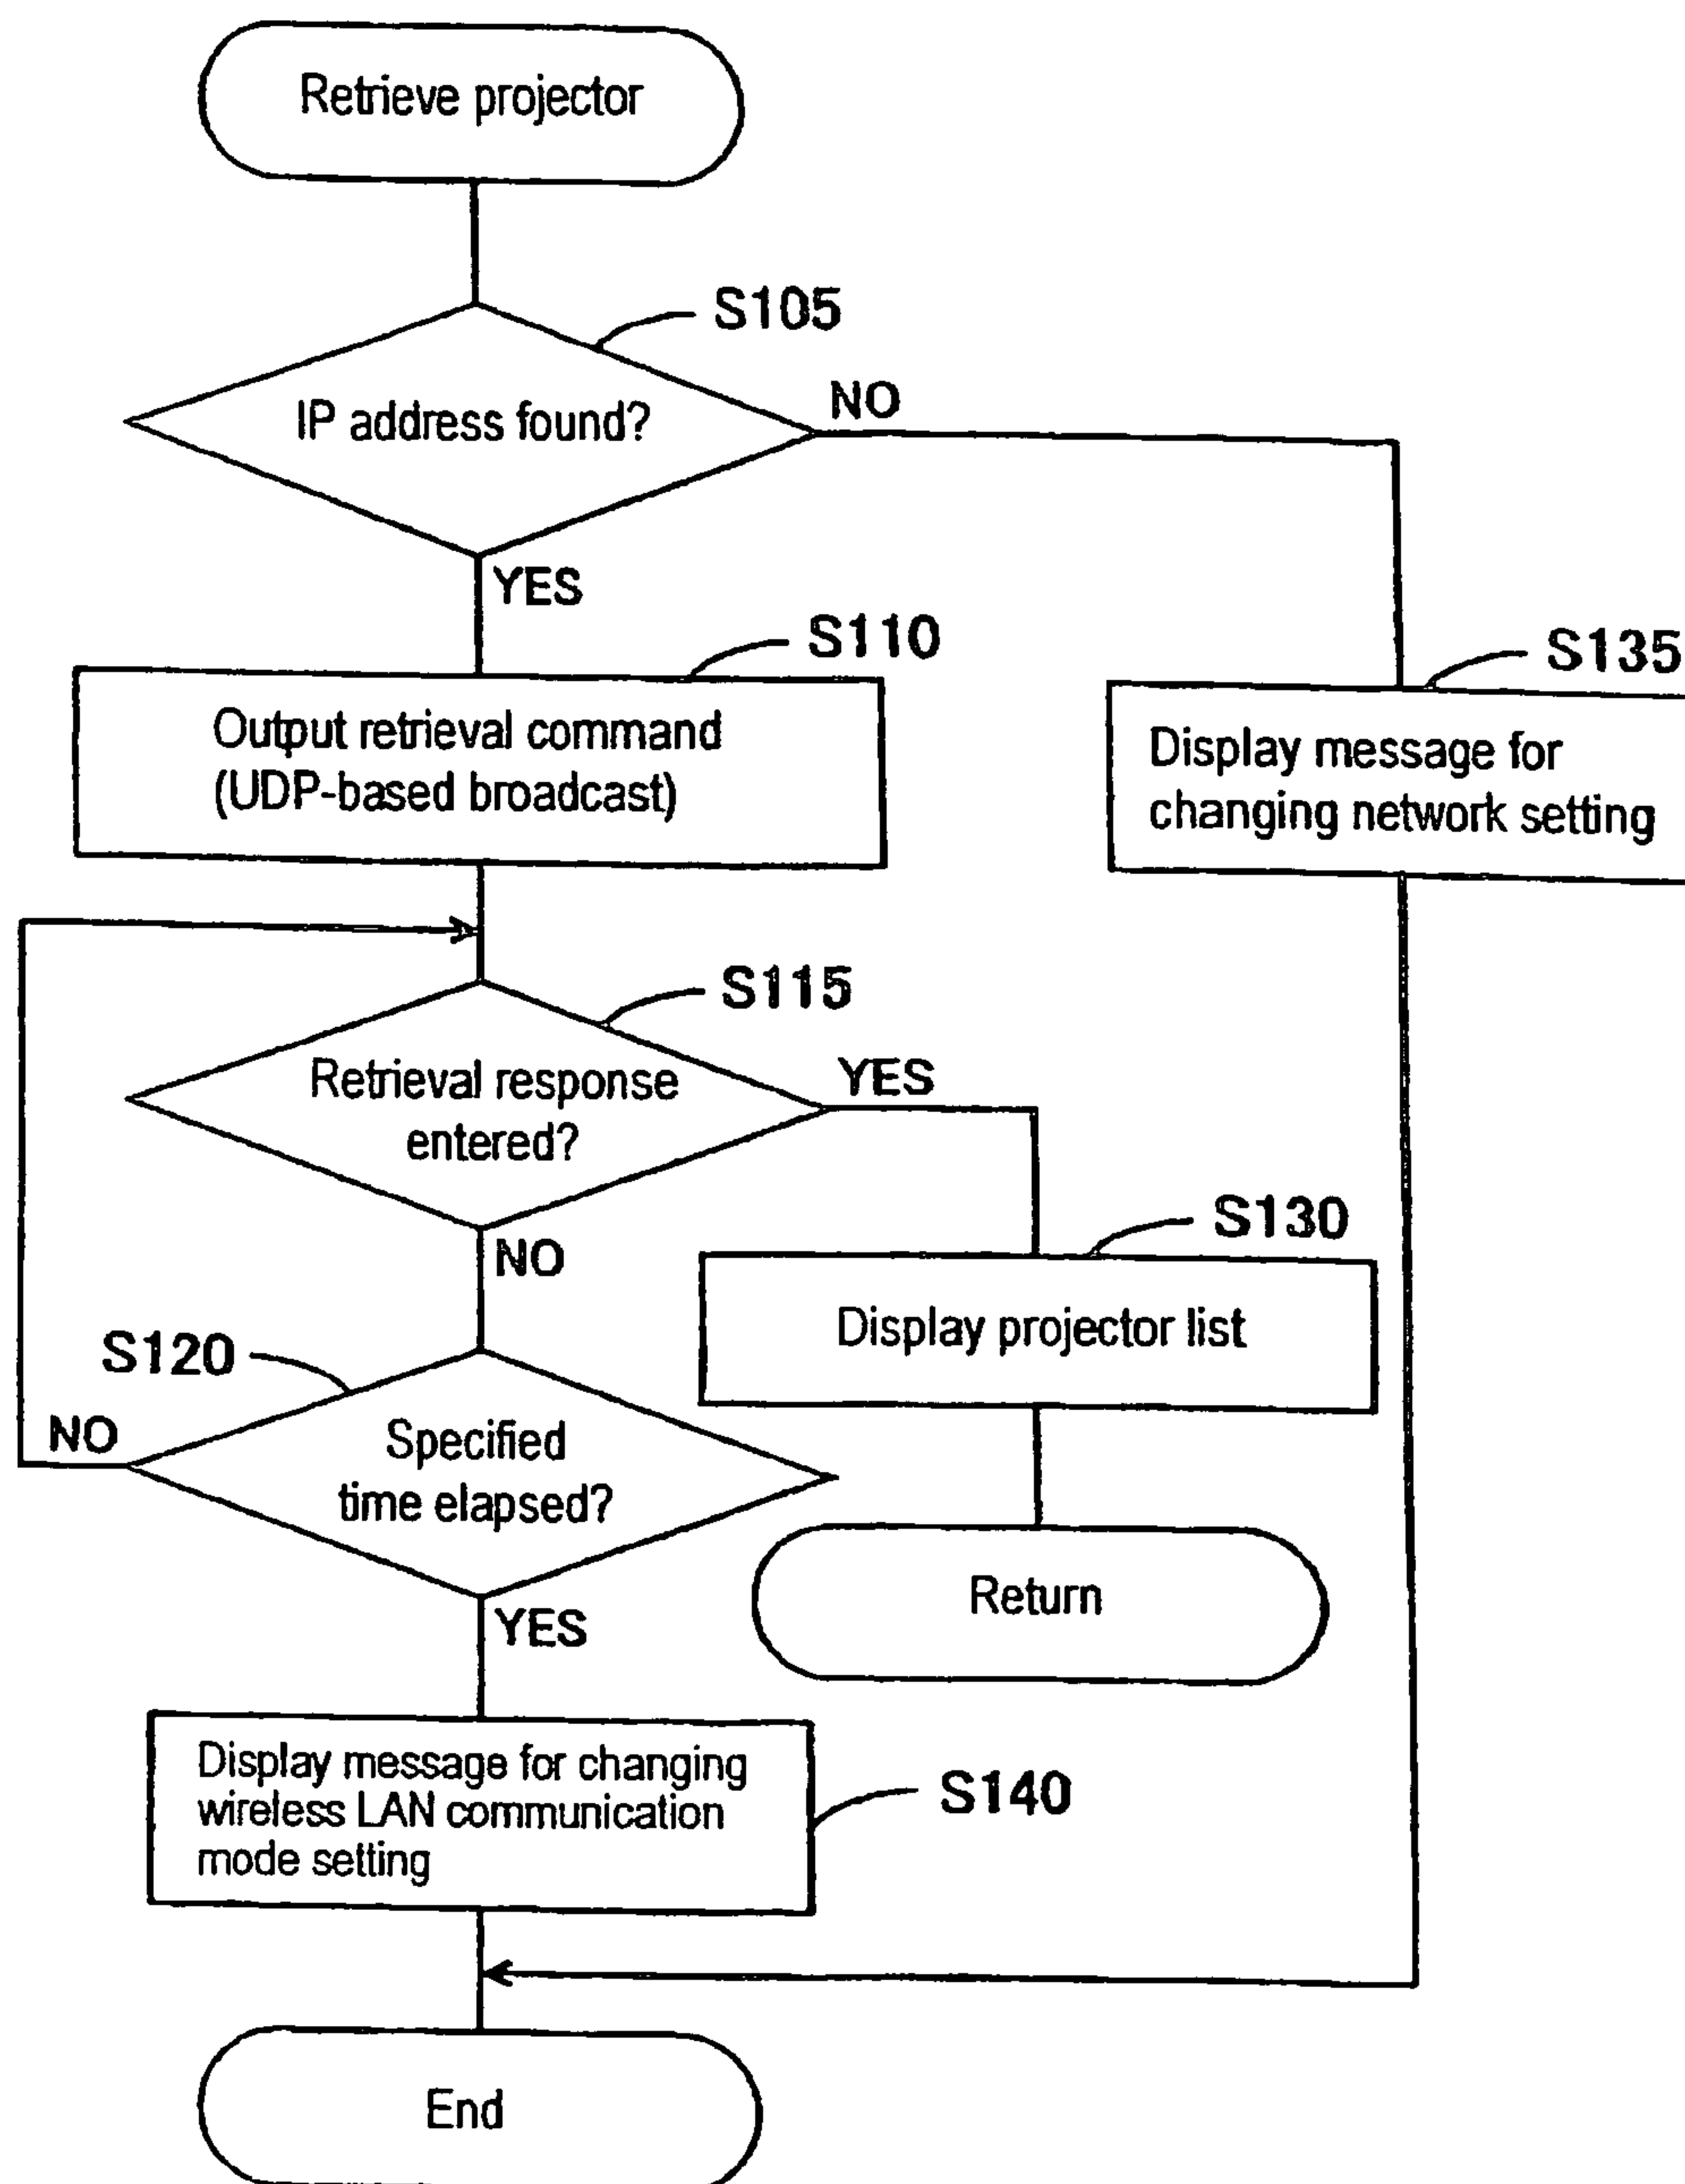 Retrieve projector
S105
IP address found?
NO
YES
S110
Output retrieval command
(UDP-based broadcast)
S135
Display message for
changing network setting
S115
Retrieval response
entered?
YES
NO
S130
Display projector list
S120
Specified
time elapsed?
NO
YES
Return
Display message for changing
wireless LAN communication
mode setting
S140
End